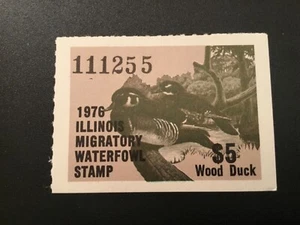 111255
1976
ILLINOIS
MIGRATORY
WATERFOWL
STAMP
$5
Wood Duck